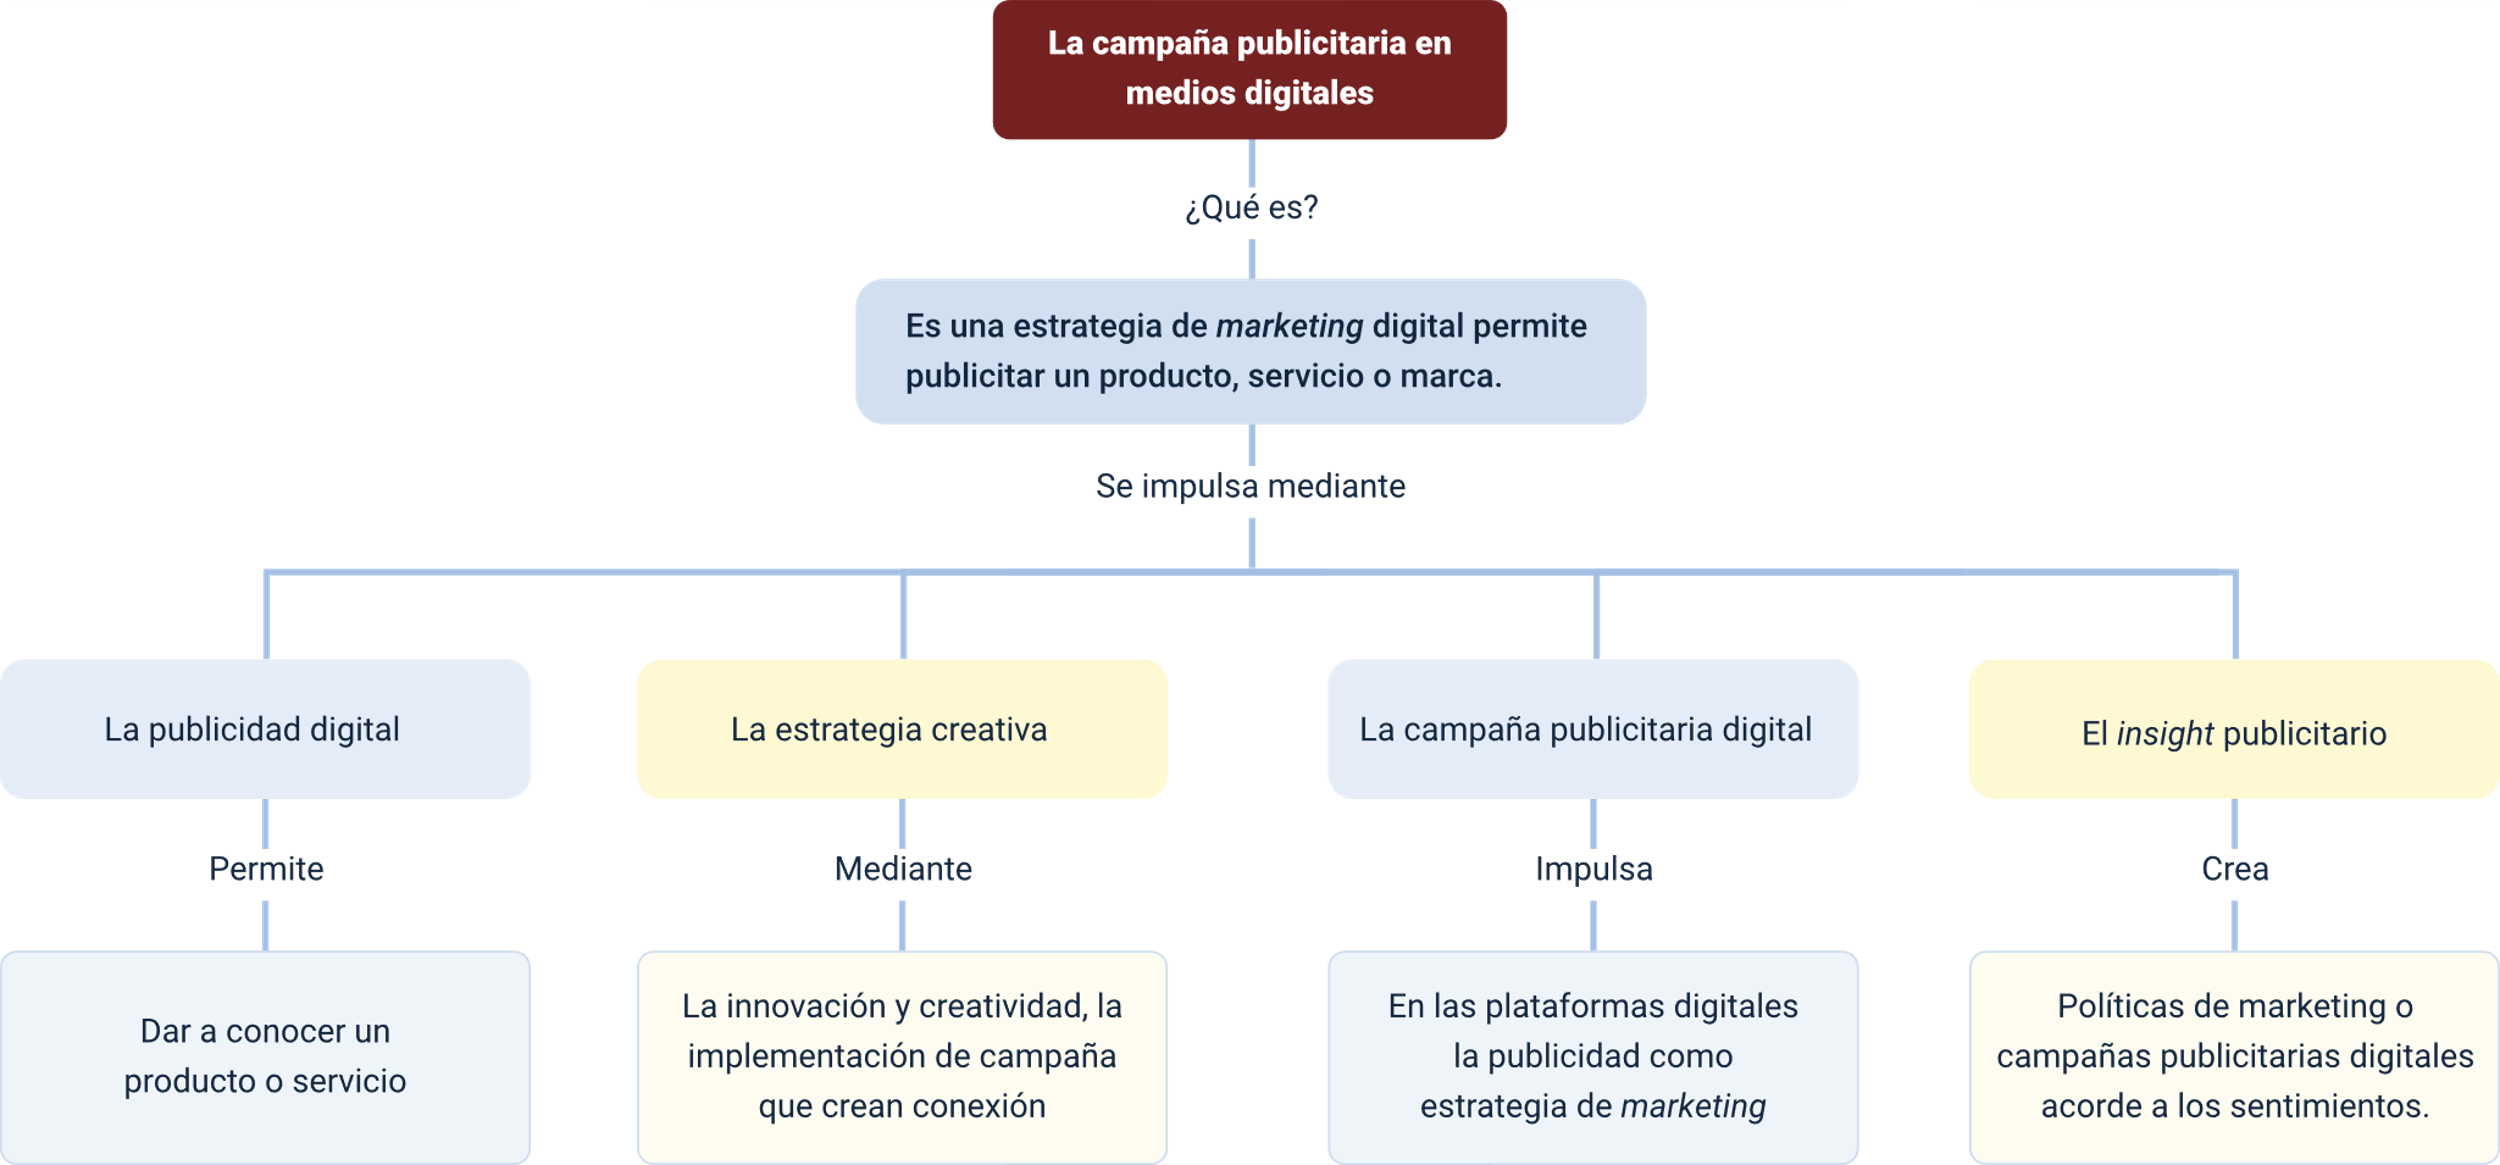 La campaña publicitaria en
medios digitales
¿Qué es?
Es una estrategia de marketing digital permite
publicitar un producto, servicio o marca.
Se impulsa mediante
La publicidad digital
La estrategia creativa
La campaña publicitaria digital
El insight publicitario
Permite
Mediante
Impulsa
Crea
Dar a conocer un
producto o servicio
La innovación y creatividad, la
implementación de campaña
que crean conexión
En las plataformas digitales
la publicidad como
estrategia de marketing
Políticas de marketing o
campañas publicitarias digitales
acorde a los sentimientos.